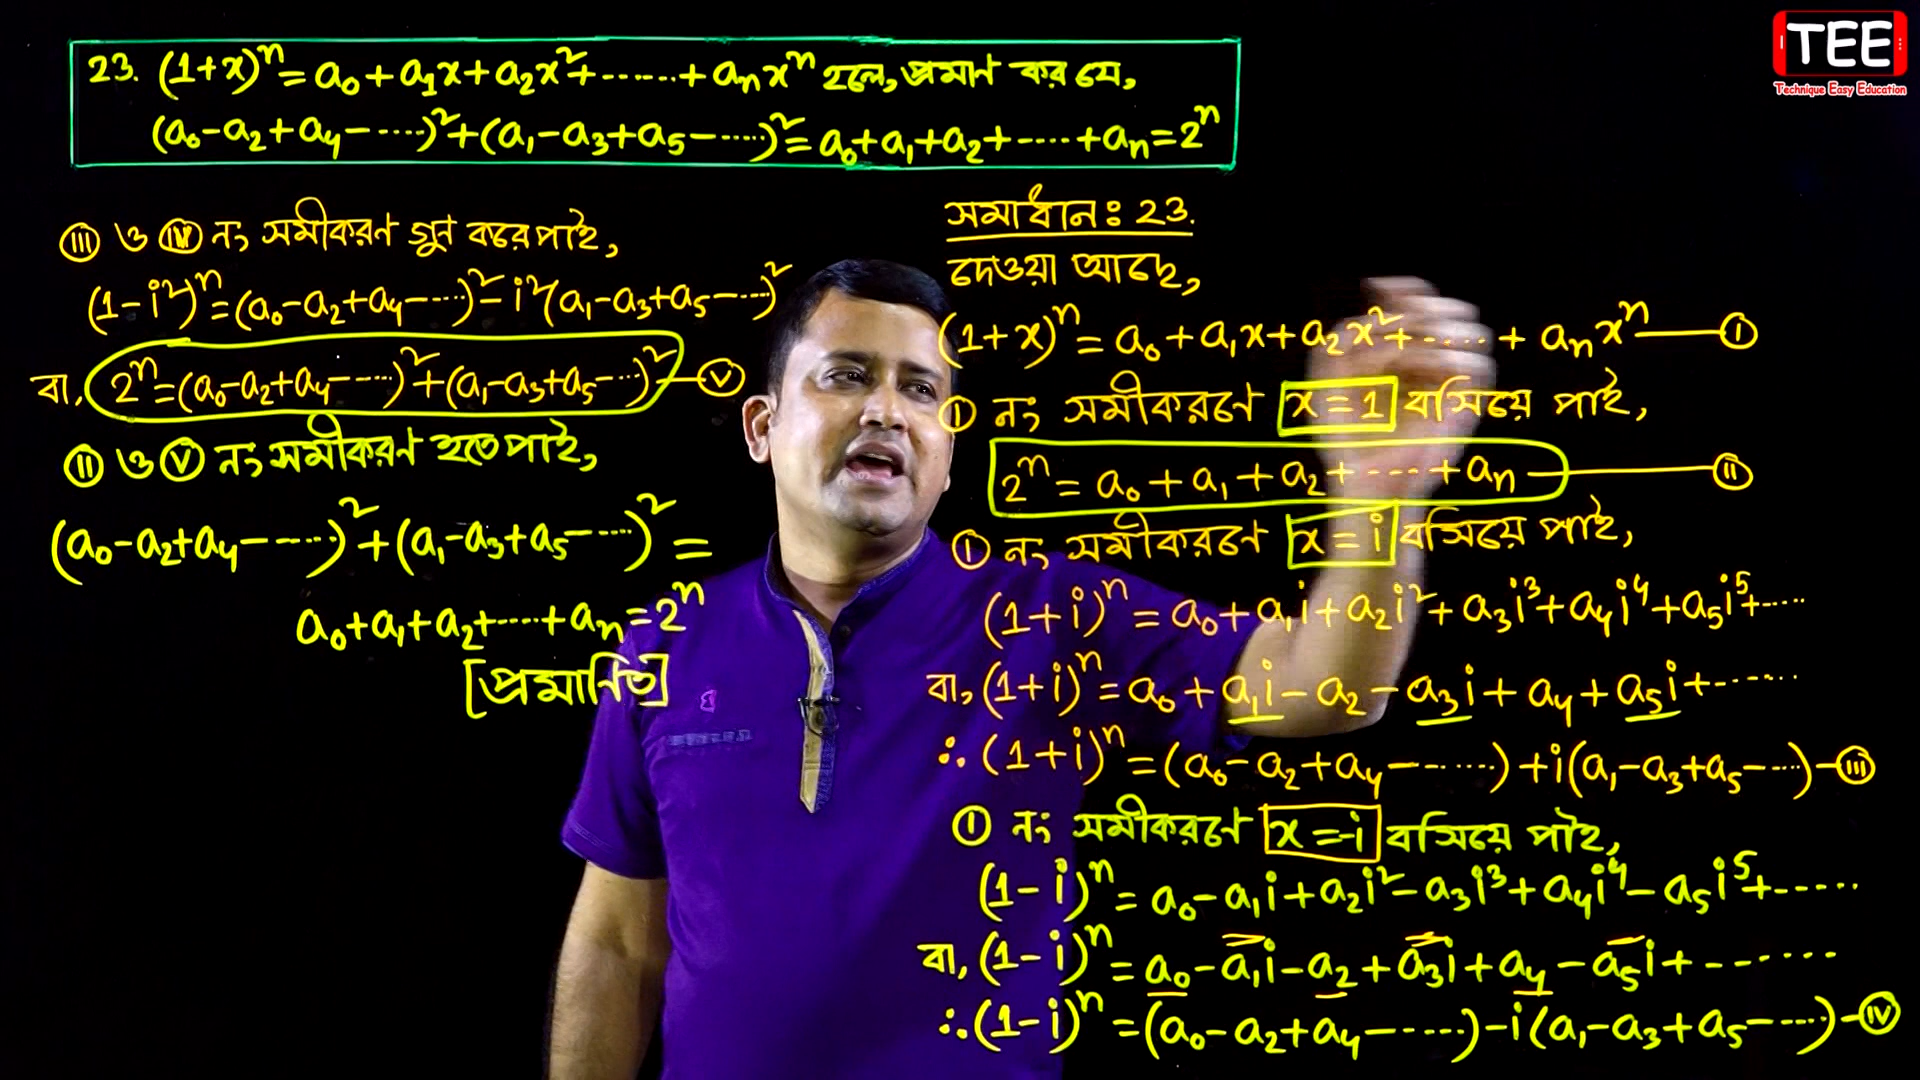 TEE
Technique Easy Education
23. (1+x)ⁿ = a₀ + a₁x + a₂x² + ...... + aₙxⁿ হলে, প্রমাণ কর যে,
(a₀-a₂+a₄-.....)²+(a₁-a₃+a₅-.....)² = a₀+a₁+a₂+.....+aₙ=2ⁿ
সমাধানঃ 23.
দেওয়া আছে,
(1+x)ⁿ = a₀+a₁x+a₂x²+.....+aₙxⁿ — (i)
(i) নং সমীকরণে x=1 বসিয়ে পাই,
2ⁿ = a₀+a₁+a₂+.....+aₙ — (ii)
(i) নং সমীকরণে x=i বসিয়ে পাই,
(1+i)ⁿ = a₀+a₁i+a₂i²+a₃i³+a₄i⁴+a₅i⁵+.....
বা, (1+i)ⁿ = a₀+a₁i-a₂-a₃i+a₄+a₅i+......
∴ (1+i)ⁿ = (a₀-a₂+a₄-......)+i(a₁-a₃+a₅-....) — (iii)
(i) নং সমীকরণে x=-i বসিয়ে পাই,
(1-i)ⁿ = a₀-a₁i+a₂i²-a₃i³+a₄i⁴-a₅i⁵+.....
বা, (1-i)ⁿ = a₀-a₁i-a₂+a₃i+a₄-a₅i+......
∴ (1-i)ⁿ = (a₀-a₂+a₄-.....)-i(a₁-a₃+a₅-....) — (iv)
(iii) ও (iv) নং সমীকরণ গুন করে পাই,
(1-i²)ⁿ = (a₀-a₂+a₄-....)²-i²(a₁-a₃+a₅-...)²
বা, 2ⁿ = (a₀-a₂+a₄-....)²+(a₁-a₃+a₅-...)² — (v)
(ii) ও (v) নং সমীকরণ হতে পাই,
(a₀-a₂+a₄-.....)²+(a₁-a₃+a₅-....)² =
a₀+a₁+a₂+....+aₙ=2ⁿ
[প্রমাণিত]